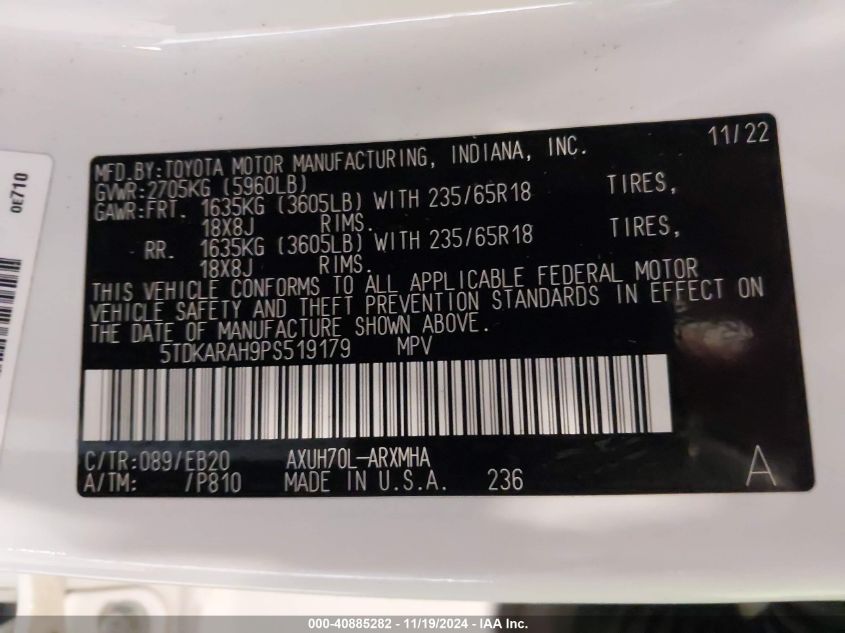 0E710
11/22
MFD.BY:TOYOTA MOTOR MANUFACTURING, INDIANA, INC.
GVWR:2705KG (5960LB)
GAWR:FRT. 1635KG (3605LB) WITH 235/65R18 TIRES,
18X8J RIMS.
RR. 1635KG (3605LB) WITH 235/65R18 TIRES,
18X8J RIMS.
THIS VEHICLE CONFORMS TO ALL APPLICABLE FEDERAL MOTOR
VEHICLE SAFETY AND THEFT PREVENTION STANDARDS IN EFFECT ON
THE DATE OF MANUFACTURE SHOWN ABOVE.
5TDKARAH9PS519179 MPV
C/TR:089/EB20 AXUH70L-ARXMHA
A/TM: /P810 MADE IN U.S.A. 236
A
000-40885282 - 11/19/2024 - IAA Inc.